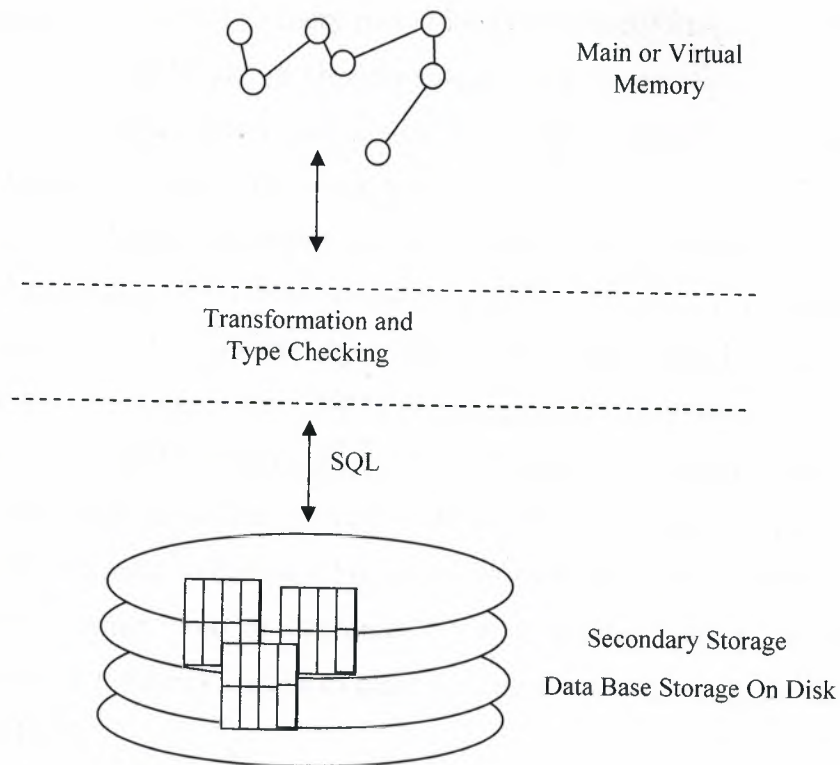 Main or Virtual
Memory
Transformation and
Type Checking
SQL
Secondary Storage
Data Base Storage On Disk